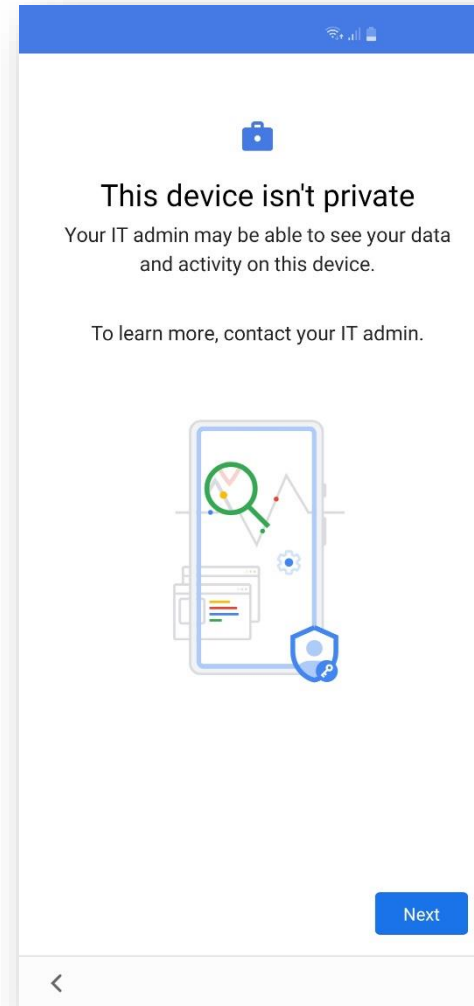 This device isn't private
Your IT admin may be able to see your data
and activity on this device.
To learn more, contact your IT admin.
Next